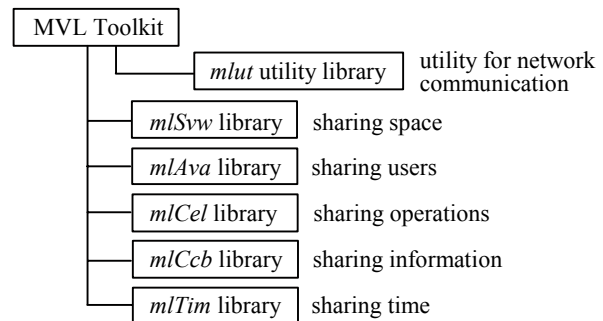 MVL Toolkit
mlut utility library
utility for network
communication
mlSvw library
sharing space
mlAva library
sharing users
mlCel library
sharing operations
mlCcb library
sharing information
mlTim library
sharing time